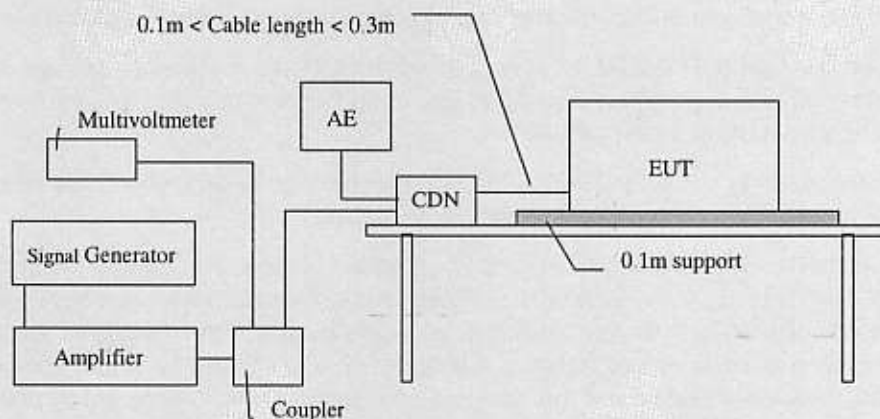 0.1m < Cable length < 0.3m
Multivoltmeter
AE
EUT
CDN
Signal Generator
0.1m support
Amplifier
Coupler